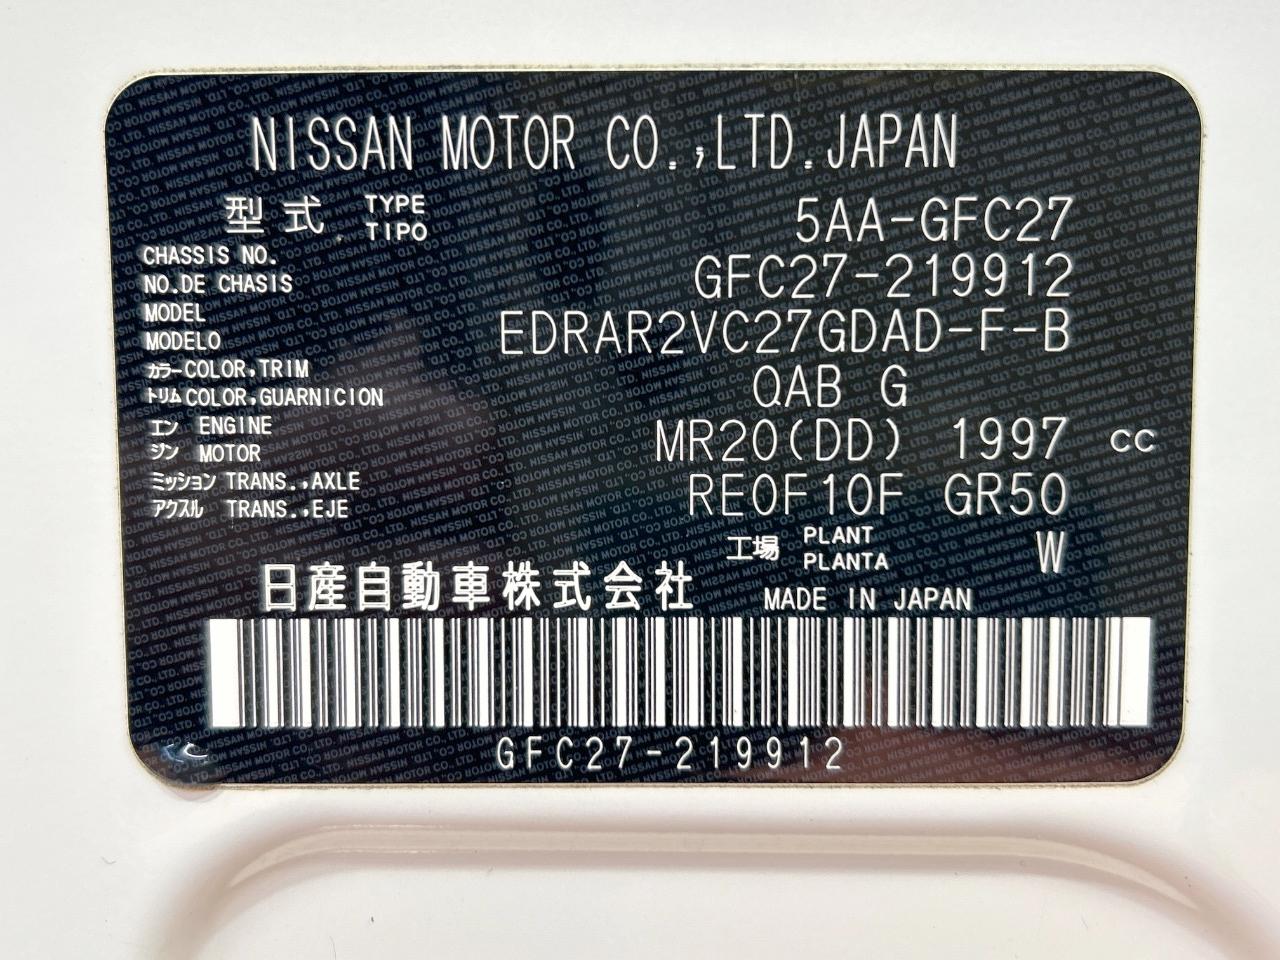 NISSAN MOTOR CO.,LTD.JAPAN
型式 TYPE TIPO 5AA-GFC27
CHASSIS NO.
NO.DE CHASIS GFC27-219912
MODEL
MODELO EDRAR2VC27GDAD-F-B
カラー COLOR,TRIM
トリム COLOR,GUARNICION QAB G
エン ENGINE
ジン MOTOR MR20(DD) 1997 CC
ミッション TRANS.,AXLE
アクスル TRANS.,EJE RE0F10F GR50
工場 PLANT PLANTA W
日産自動車株式会社 MADE IN JAPAN
GFC27-219912